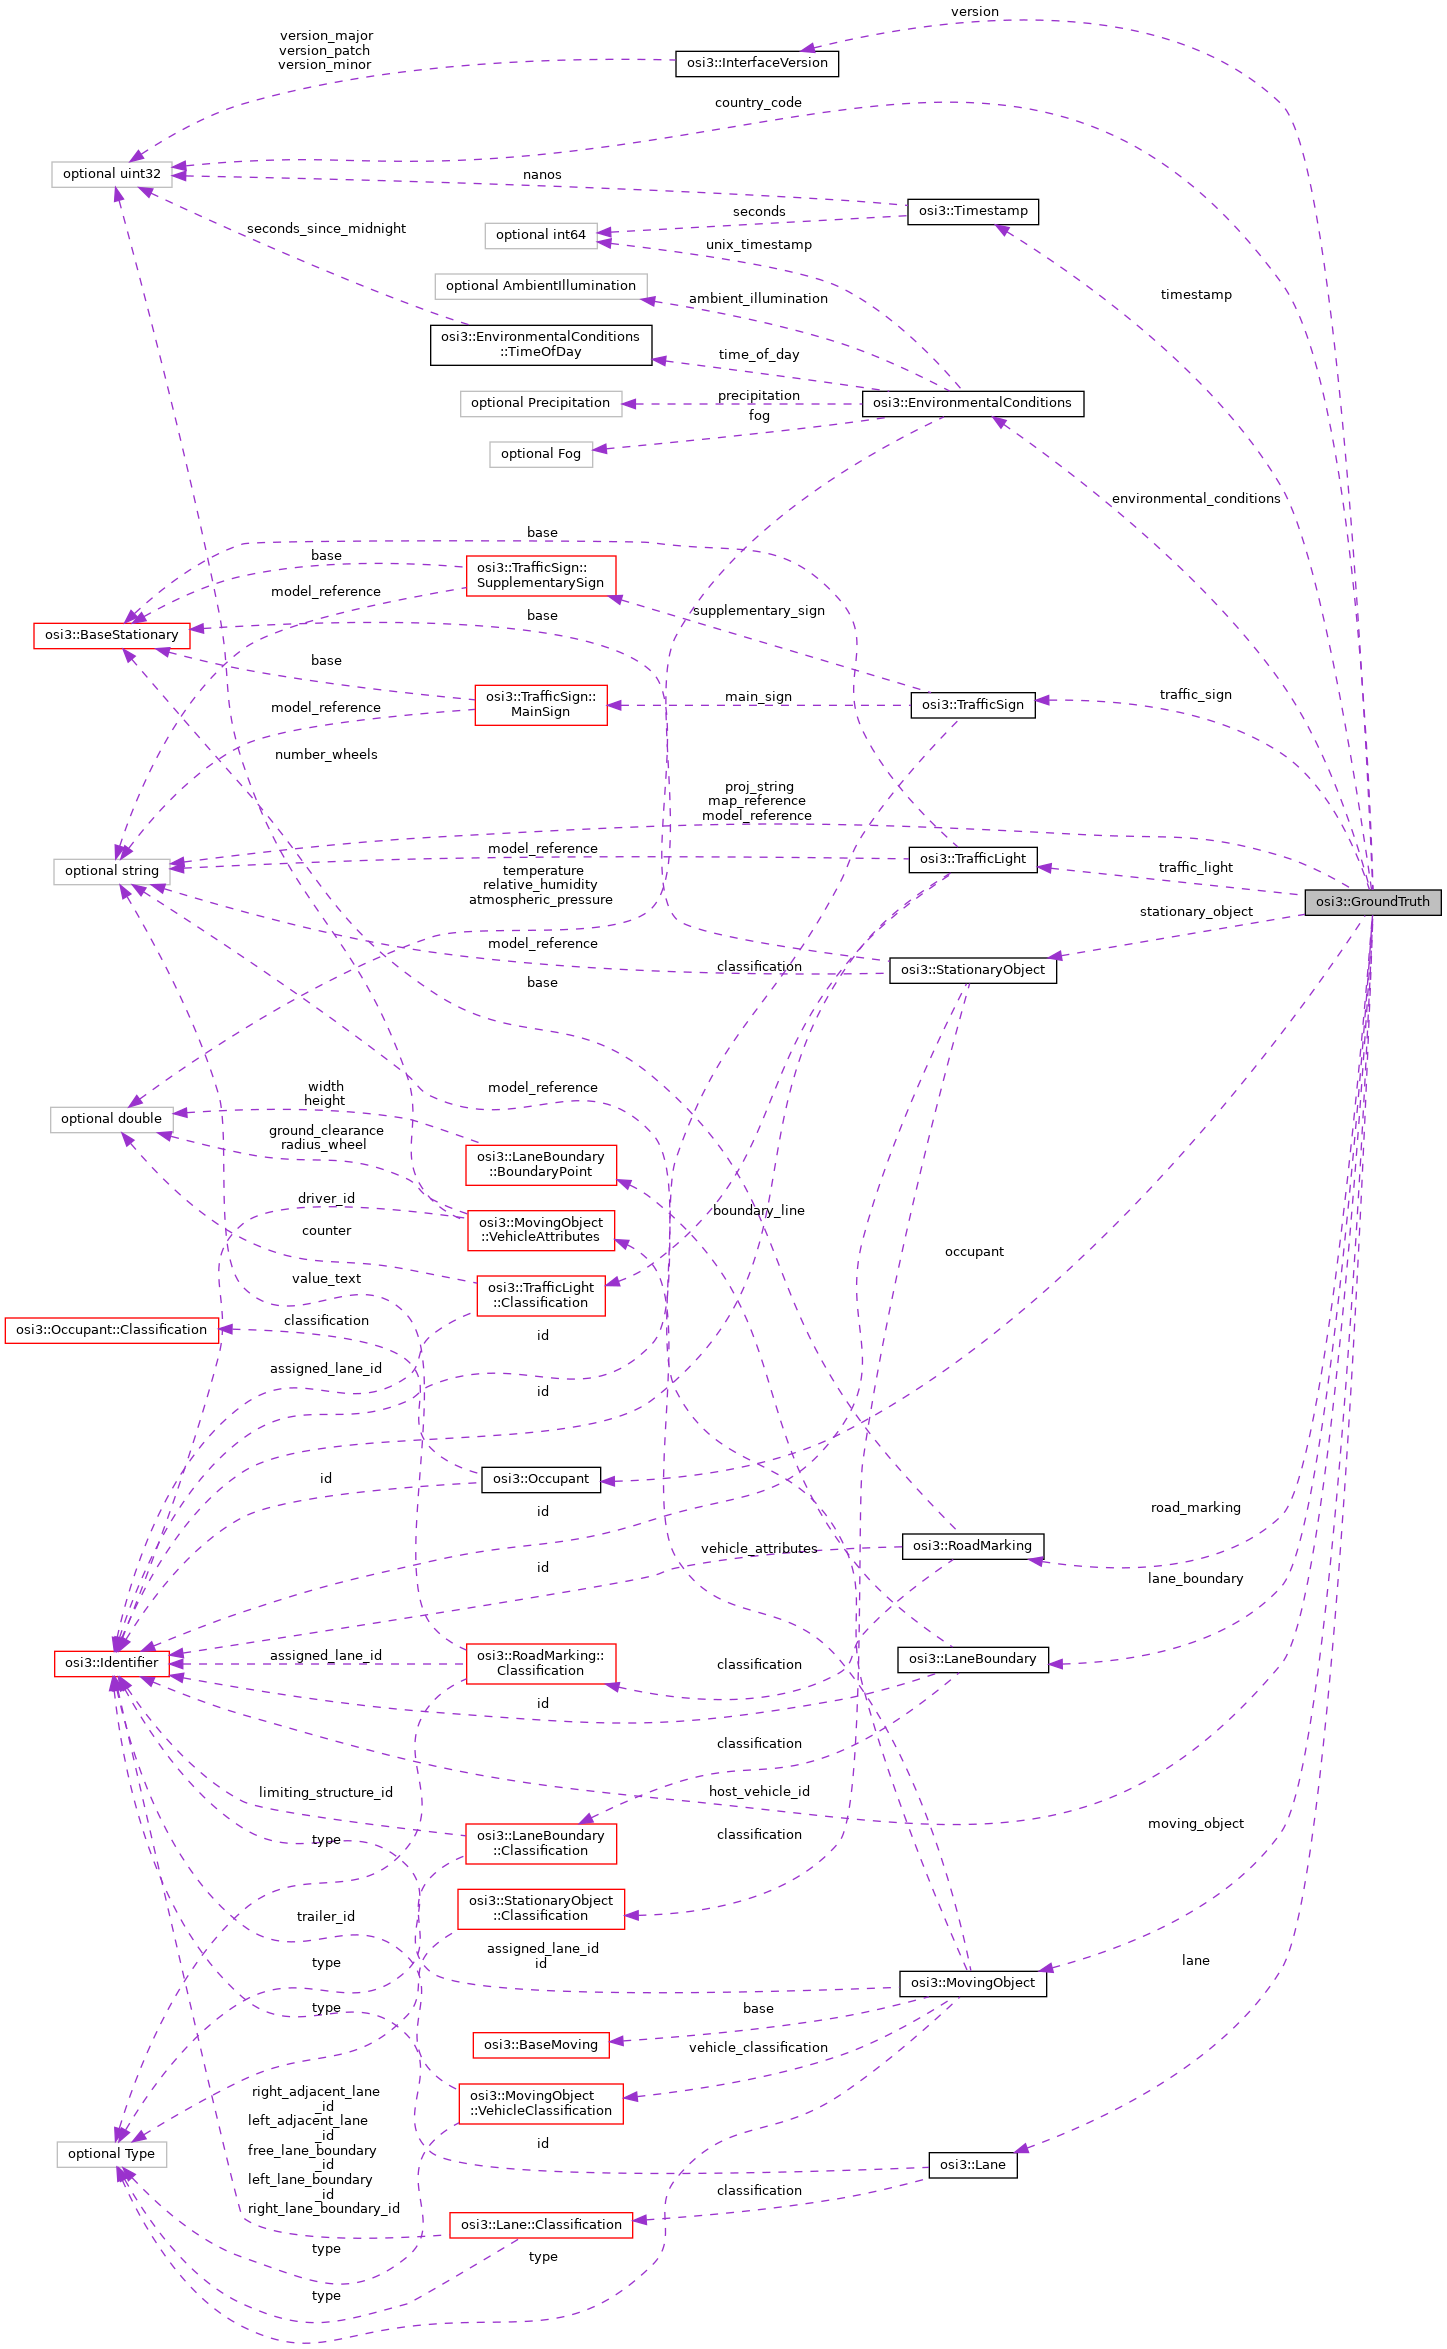 version
version_major
version_patch
version_minor
osi3::InterfaceVersion
country_code
optional uint32
nanos
seconds
osi3::Timestamp
seconds_since_midnight
optional int64
unix_timestamp
optional AmbientIllumination
ambient_illumination
timestamp
osi3::EnvironmentalConditions
::TimeOfDay
time_of_day
optional Precipitation
precipitation
osi3::EnvironmentalConditions
fog
optional Fog
environmental_conditions
base
base
osi3::TrafficSign::
SupplementarySign
model_reference
supplementary_sign
base
osi3::BaseStationary
base
osi3::TrafficSign::
MainSign
main_sign
osi3::TrafficSign
traffic_sign
model_reference
number_wheels
proj_string
map_reference
model_reference
model_reference
osi3::TrafficLight
traffic_light
optional string
temperature
relative_humidity
atmospheric_pressure
osi3::GroundTruth
stationary_object
model_reference
classification
osi3::StationaryObject
base
width
height
model_reference
optional double
ground_clearance
radius_wheel
osi3::LaneBoundary
::BoundaryPoint
driver_id
boundary_line
counter
osi3::MovingObject
::VehicleAttributes
occupant
value_text
osi3::TrafficLight
::Classification
classification
osi3::Occupant::Classification
id
assigned_lane_id
id
id
osi3::Occupant
id
road_marking
vehicle_attributes
osi3::RoadMarking
id
lane_boundary
osi3::Identifier
assigned_lane_id
osi3::RoadMarking::
Classification
classification
osi3::LaneBoundary
id
classification
limiting_structure_id
host_vehicle_id
type
osi3::LaneBoundary
::Classification
classification
moving_object
osi3::StationaryObject
::Classification
trailer_id
assigned_lane_id
id
type
lane
osi3::MovingObject
type
base
osi3::BaseMoving
vehicle_classification
right_adjacent_lane
_id
left_adjacent_lane
_id
free_lane_boundary
_id
left_lane_boundary
_id
right_lane_boundary_id
osi3::MovingObject
::VehicleClassification
optional Type
id
osi3::Lane
classification
osi3::Lane::Classification
type
type
type